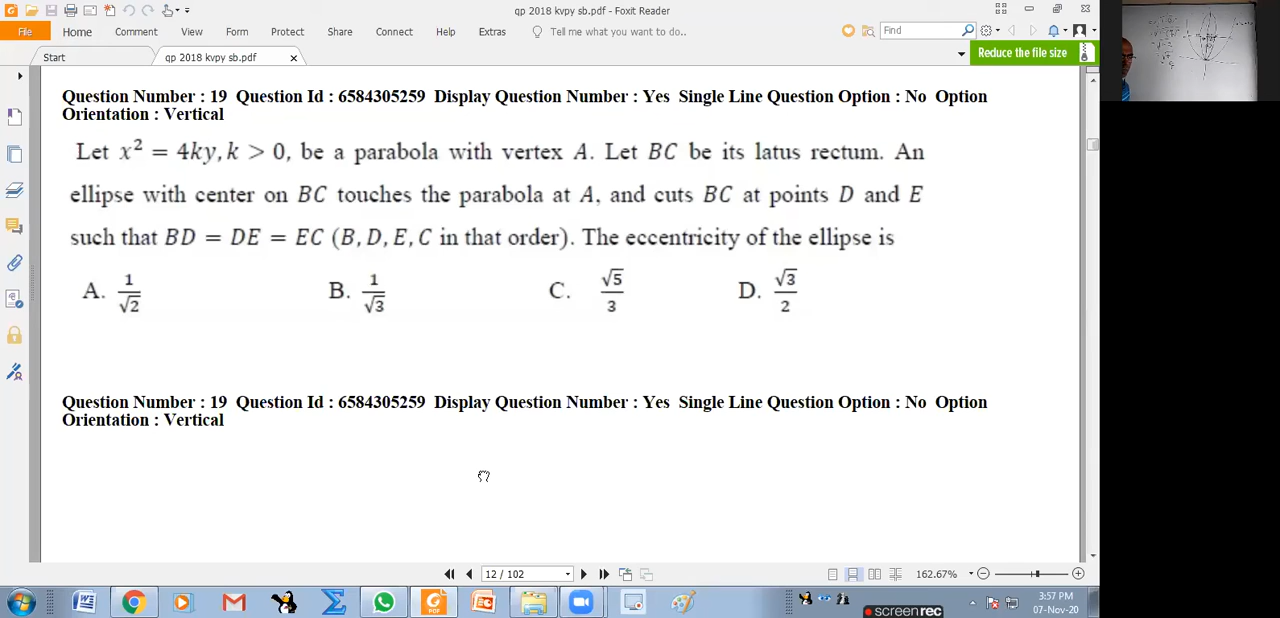 qp 2018 kvpy sb.pdf - Foxit Reader
File Home Comment View Form Protect Share Connect Help Extras Tell me what you want to do.. Find
Start qp 2018 kvpy sb.pdf Reduce the file size
Question Number : 19 Question Id : 6584305259 Display Question Number : Yes Single Line Question Option : No Option
Orientation : Vertical
Let x² = 4ky, k > 0, be a parabola with vertex A. Let BC be its latus rectum. An
ellipse with center on BC touches the parabola at A, and cuts BC at points D and E
such that BD = DE = EC (B, D, E, C in that order). The eccentricity of the ellipse is
A. 1/√2 B. 1/√3 C. √5/3 D. √3/2
Question Number : 19 Question Id : 6584305259 Display Question Number : Yes Single Line Question Option : No Option
Orientation : Vertical
12 / 102 162.67%
3:57 PM
07-Nov-20
screenrec